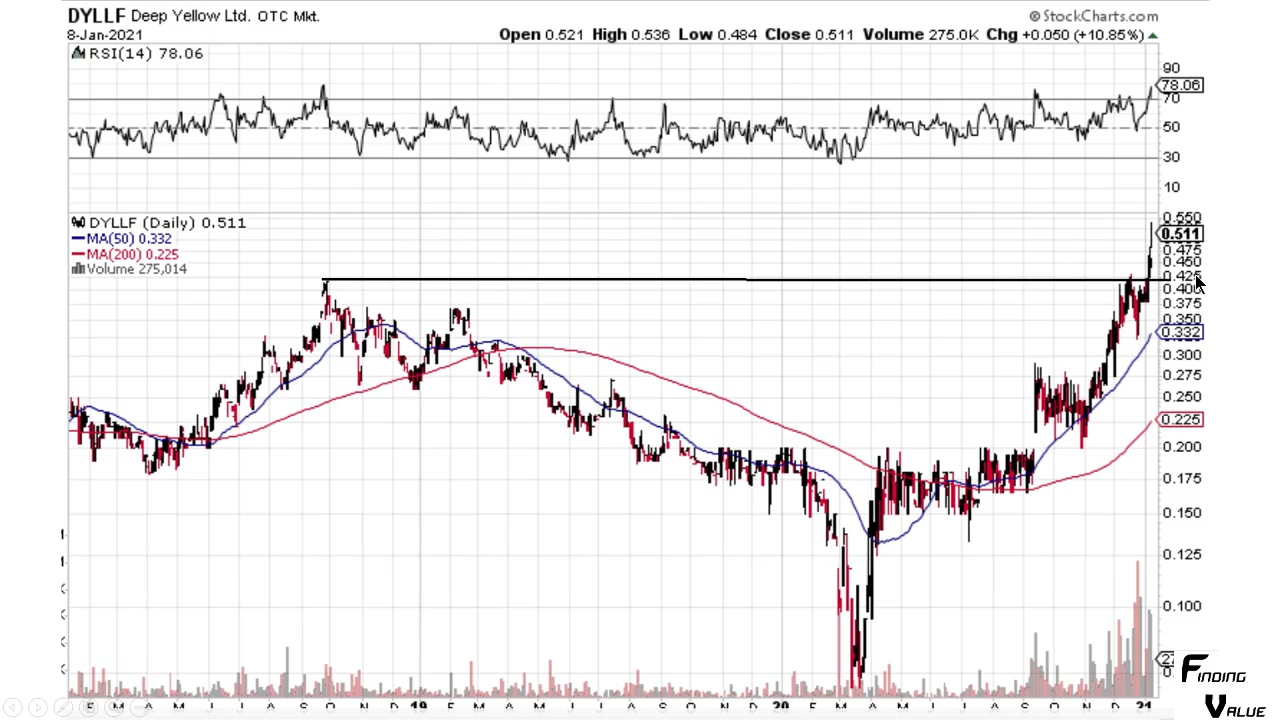 DYLLF Deep Yellow Ltd. OTC Mkt.
© StockCharts.com
8-Jan-2021
Open 0.521 High 0.536 Low 0.484 Close 0.511 Volume 275.0K Chg +0.050 (+10.85%)
RSI(14) 78.06
90
78.06
70
50
30
10
DYLLF (Daily) 0.511
MA(50) 0.332
MA(200) 0.225
Volume 275,014
0.550
0.511
0.475
0.450
0.425
0.400
0.375
0.350
0.332
0.300
0.275
0.250
0.225
0.200
0.175
0.150
0.125
0.100
F M A M J J A S O N D 19 F M A M J J A S O N D 20 F M A M J J A S O N D 21
FINDING
VALUE